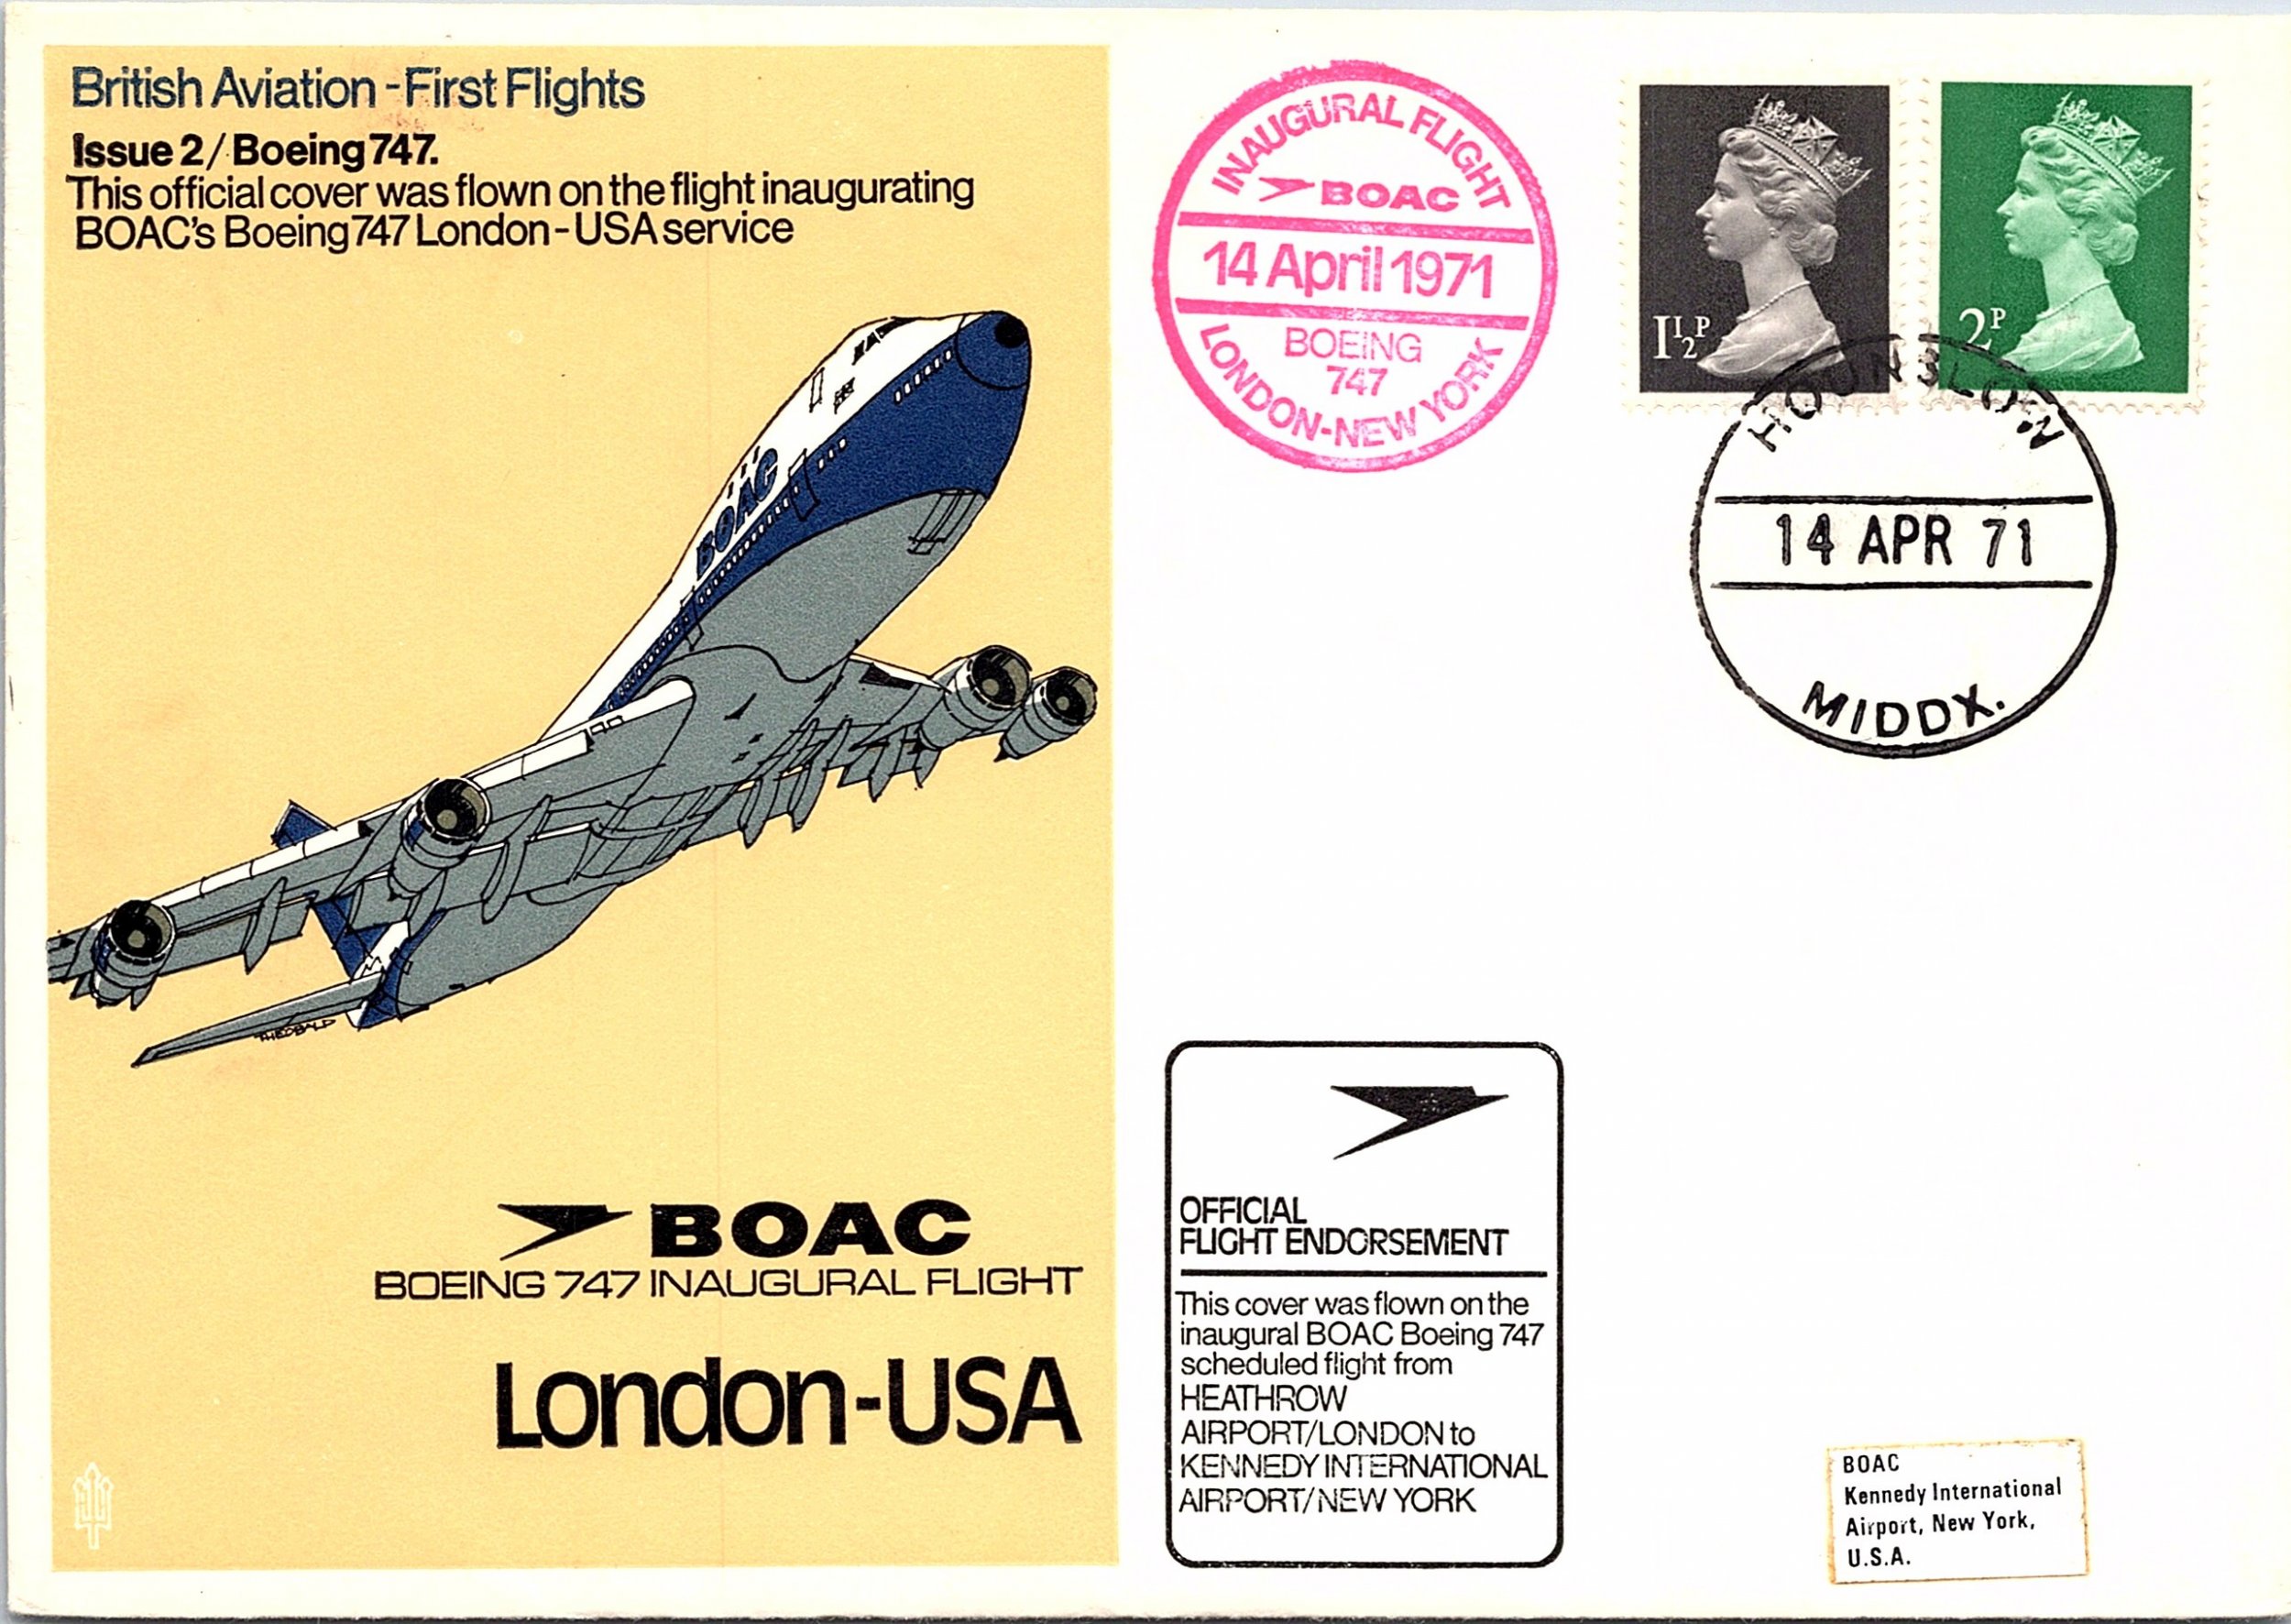 British Aviation - First Flights
Issue 2/Boeing 747.
This official cover was flown on the flight inaugurating
BOAC's Boeing 747 London - USA service
BOAC
THEOBALD
BOAC
BOEING 747 INAUGURAL FLIGHT
London-USA
INAUGURAL FLIGHT
BOAC
14 April 1971
BOEING
747
LONDON-NEW YORK
1½P
2P
HOUNSLOW
14 APR 71
MIDDX.
OFFICIAL
FLIGHT ENDORSEMENT
This cover was flown on the
inaugural BOAC Boeing 747
scheduled flight from
HEATHROW
AIRPORT/LONDON to
KENNEDY INTERNATIONAL
AIRPORT/NEW YORK
BOAC
Kennedy International
Airport, New York,
U.S.A.